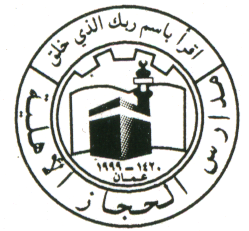 اقرأ باسم ربك الذي خلق
مدارس الحجاز الأهلية
١٩٩٩ - ١٤٢٠
عمان